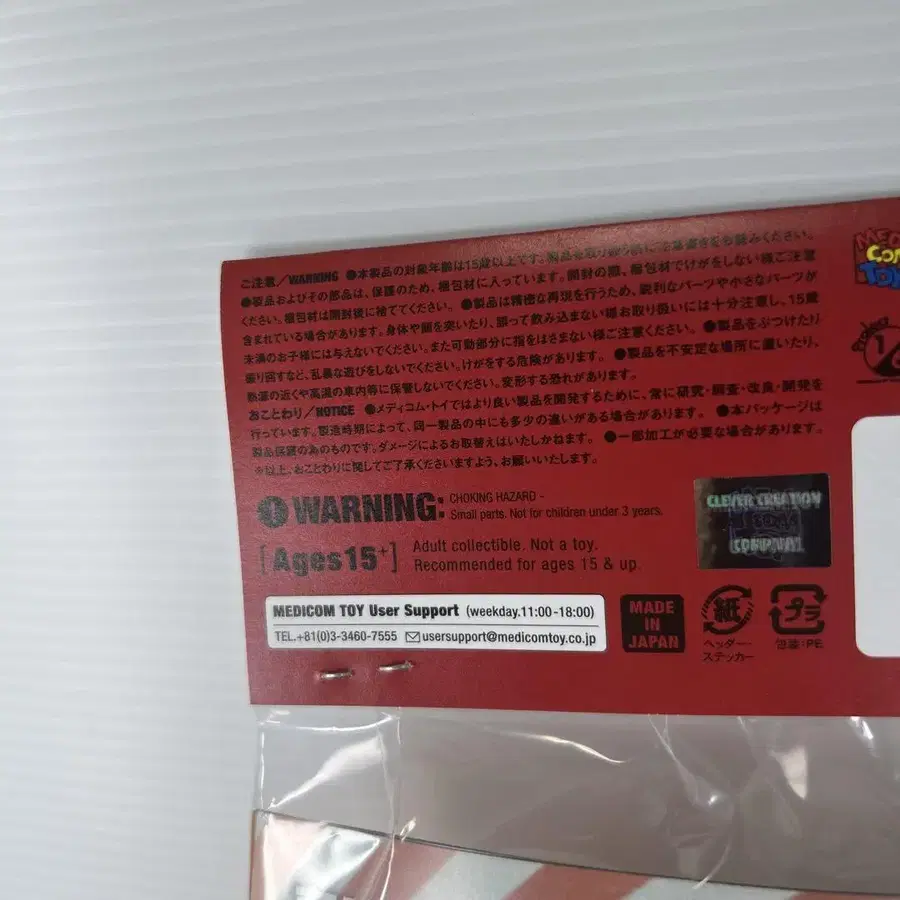 ご注意／WARNING ●本製品の対象年齢は15歳以上です。製品を取り扱う前に注意書きをお読みください。
●製品およびその部品は、保護のため、梱包材に入っています。開封の際、梱包材でけがをしない様ご注意
ください。梱包材は開封後に捨ててください。●製品は精密な再現を行うため、鋭利なパーツや小さなパーツが
含まれている場合があります。身体や顔を突いたり、誤って飲み込まない様お取り扱いには十分注意し、15歳
未満のお子様には与えないでください。また可動部分に指をはさまない様ご注意ください。●製品をぶつけたり
振り回すなど、乱暴な遊びをしないでください。けがをする危険があります。●製品を不安定な場所に置いたり、
熱源の近くや高温の車内等に保管しないでください。変形する恐れがあります。
おことわり／NOTICE ●メディコム・トイではより良い製品を開発するために、常に研究・調査・改良・開発を
行っています。製造時期によって、同一製品の中にも多少の違いがある場合があります。●本パッケージは
製品保護の為のものです。ダメージによるお取替えはいたしかねます。●一部加工が必要な場合があります。
※以上、おことわりに関してご了承くださいますよう、お願いいたします。
WARNING: CHOKING HAZARD -
Small parts. Not for children under 3 years.
[Ages15+] Adult collectible. Not a toy.
Recommended for ages 15 & up.
MEDICOM TOY User Support (weekday.11:00-18:00)
TEL.+81(0)3-3460-7555 usersupport@medicomtoy.co.jp
MADE
IN
JAPAN
紙
ヘッダー・
ステッカー
プラ
包装:PE
CLEVER CREATION
Project